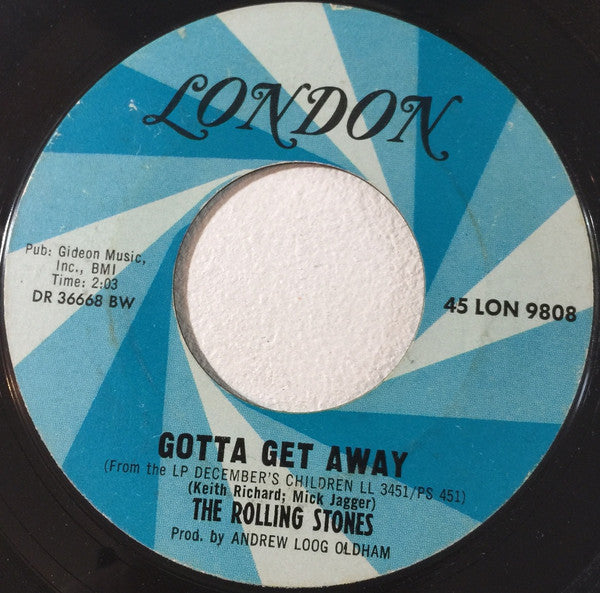 LONDON
Pub: Gideon Music,
Inc., BMI
Time: 2:03
DR 36668 BW
45 LON 9808
GOTTA GET AWAY
(From the LP DECEMBER'S CHILDREN LL 3451/PS 451)
(Keith Richard; Mick Jagger)
THE ROLLING STONES
Prod. by ANDREW LOOG OLDHAM